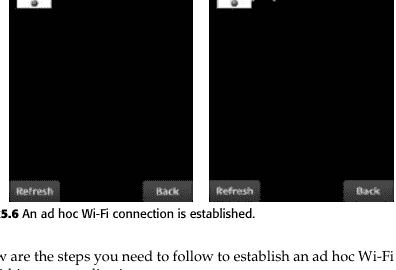 Refresh Back Refresh Back
5.6 An ad hoc Wi-Fi connection is established.
w are the steps you need to follow to establish an ad hoc Wi-Fi